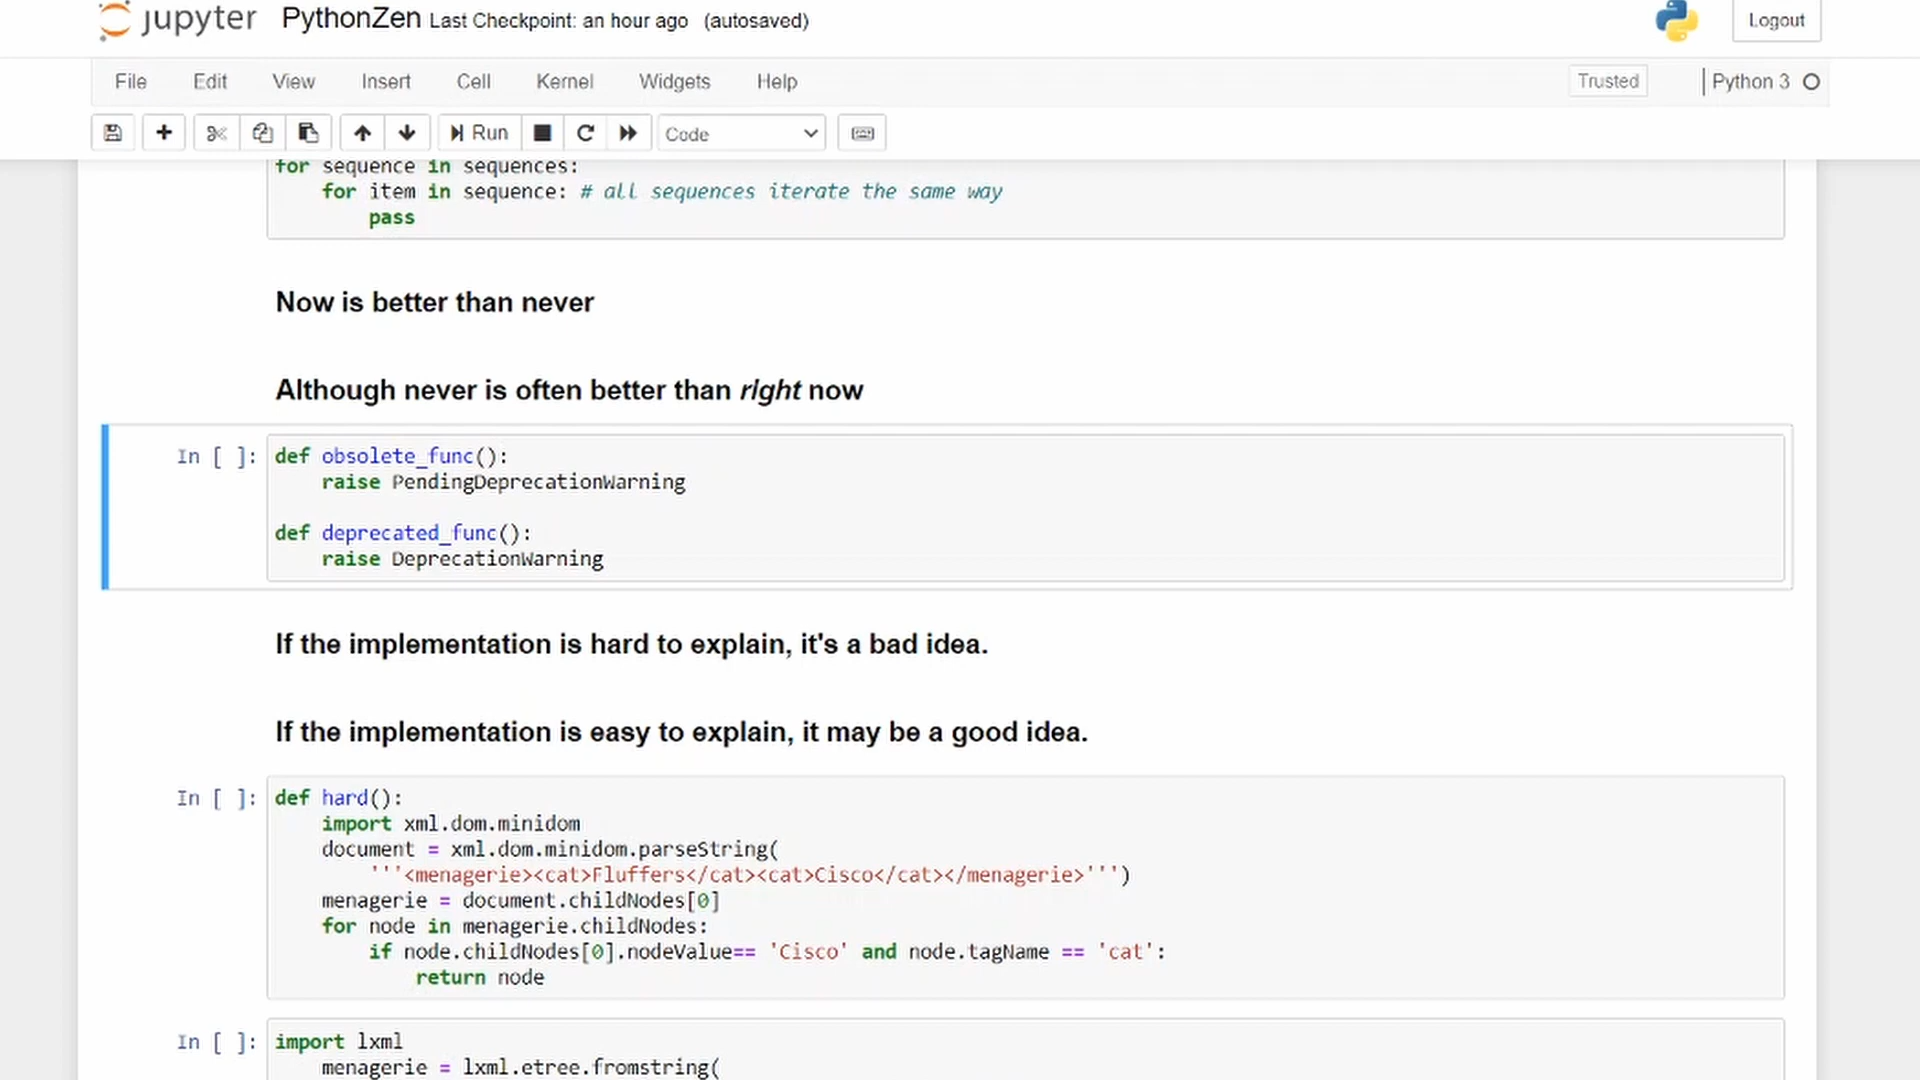 jupyter PythonZen Last Checkpoint: an hour ago (autosaved) Logout
File Edit View Insert Cell Kernel Widgets Help Trusted Python 3
Run Code
for sequence in sequences:
    for item in sequence: # all sequences iterate the same way
        pass
Now is better than never
Although never is often better than right now
In [ ]: def obsolete_func():
    raise PendingDeprecationWarning
def deprecated_func():
    raise DeprecationWarning
If the implementation is hard to explain, it's a bad idea.
If the implementation is easy to explain, it may be a good idea.
In [ ]: def hard():
    import xml.dom.minidom
    document = xml.dom.minidom.parseString(
        '''<menagerie><cat>Fluffers</cat><cat>Cisco</cat></menagerie>''')
    menagerie = document.childNodes[0]
    for node in menagerie.childNodes:
        if node.childNodes[0].nodeValue== 'Cisco' and node.tagName == 'cat':
            return node
In [ ]: import lxml
    menagerie = lxml.etree.fromstring(